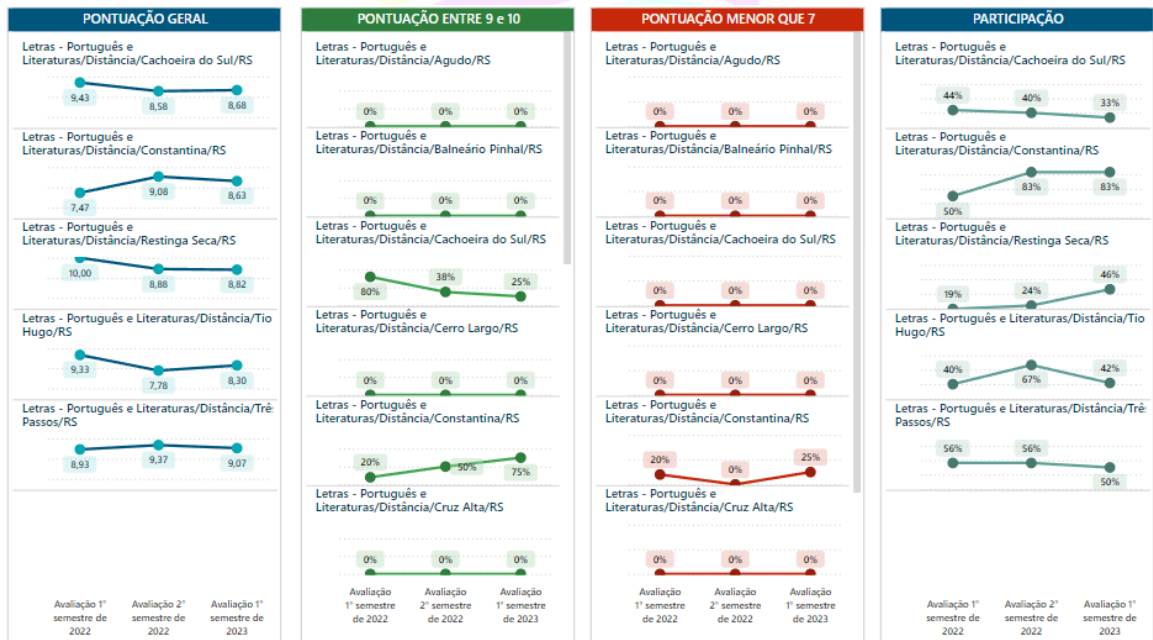 PONTUAÇÃO GERAL
Letras - Português e
Literaturas/Distância/Cachoeira do Sul/RS
9,43
8,58
8,68
Letras - Português e
Literaturas/Distância/Constantina/RS
7,47
9,08
8,63
Letras - Português e
Literaturas/Distância/Restinga Seca/RS
10,00
8,88
8,82
Letras - Português e Literaturas/Distância/Tio
Hugo/RS
9,33
7,78
8,30
Letras - Português e Literaturas/Distância/Trê
Passos/RS
8,93
9,37
9,07
Avaliação 1° Avaliação 2° Avaliação 1°
semestre de semestre de semestre de
2022 2022 2023
PONTUAÇÃO ENTRE 9 e 10
Letras - Português e
Literaturas/Distância/Agudo/RS
0% 0% 0%
Letras - Português e
Literaturas/Distância/Balneário Pinhal/RS
0% 0% 0%
Letras - Português e
Literaturas/Distância/Cachoeira do Sul/RS
80%
38%
25%
Letras - Português e
Literaturas/Distância/Cerro Largo/RS
0% 0% 0%
Letras - Português e
Literaturas/Distância/Constantina/RS
20%
50%
75%
Letras - Português e
Literaturas/Distância/Cruz Alta/RS
0% 0% 0%
Avaliação Avaliação Avaliação
1° semestre 2° semestre 1° semestre
de 2022 de 2022 de 2023
PONTUAÇÃO MENOR QUE 7
Letras - Português e
Literaturas/Distância/Agudo/RS
0% 0% 0%
Letras - Português e
Literaturas/Distância/Balneário Pinhal/RS
0% 0% 0%
Letras - Português e
Literaturas/Distância/Cachoeira do Sul/RS
0% 0% 0%
Letras - Português e
Literaturas/Distância/Cerro Largo/RS
0% 0% 0%
Letras - Português e
Literaturas/Distância/Constantina/RS
20%
0%
25%
Letras - Português e
Literaturas/Distância/Cruz Alta/RS
0% 0% 0%
Avaliação Avaliação Avaliação
1° semestre 2° semestre 1° semestre
de 2022 de 2022 de 2023
PARTICIPAÇÃO
Letras - Português e
Literaturas/Distância/Cachoeira do Sul/RS
44%
40%
33%
Letras - Português e
Literaturas/Distância/Constantina/RS
50%
83%
83%
Letras - Português e
Literaturas/Distância/Restinga Seca/RS
19%
24%
46%
Letras - Português e Literaturas/Distância/Tio
Hugo/RS
40%
67%
42%
Letras - Português e Literaturas/Distância/Trê
Passos/RS
56%
56%
50%
Avaliação 1° Avaliação 2° Avaliação 1°
semestre de semestre de semestre de
2022 2022 2023